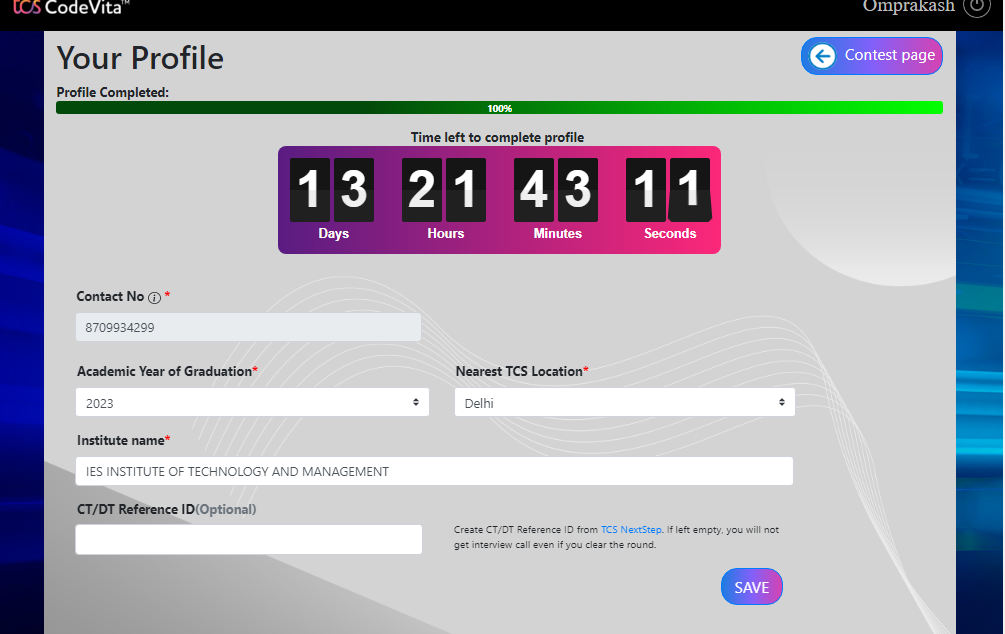 tcs CodeVita™
Omprakash
Your Profile
Contest page
Profile Completed:
100%
Time left to complete profile
13 21 43 11
Days Hours Minutes Seconds
Contact No i *
8709934299
Academic Year of Graduation*
Nearest TCS Location*
2023
Delhi
Institute name*
IES INSTITUTE OF TECHNOLOGY AND MANAGEMENT
CT/DT Reference ID(Optional)
Create CT/DT Reference ID from TCS NextStep. If left empty, you will not
get interview call even if you clear the round.
SAVE